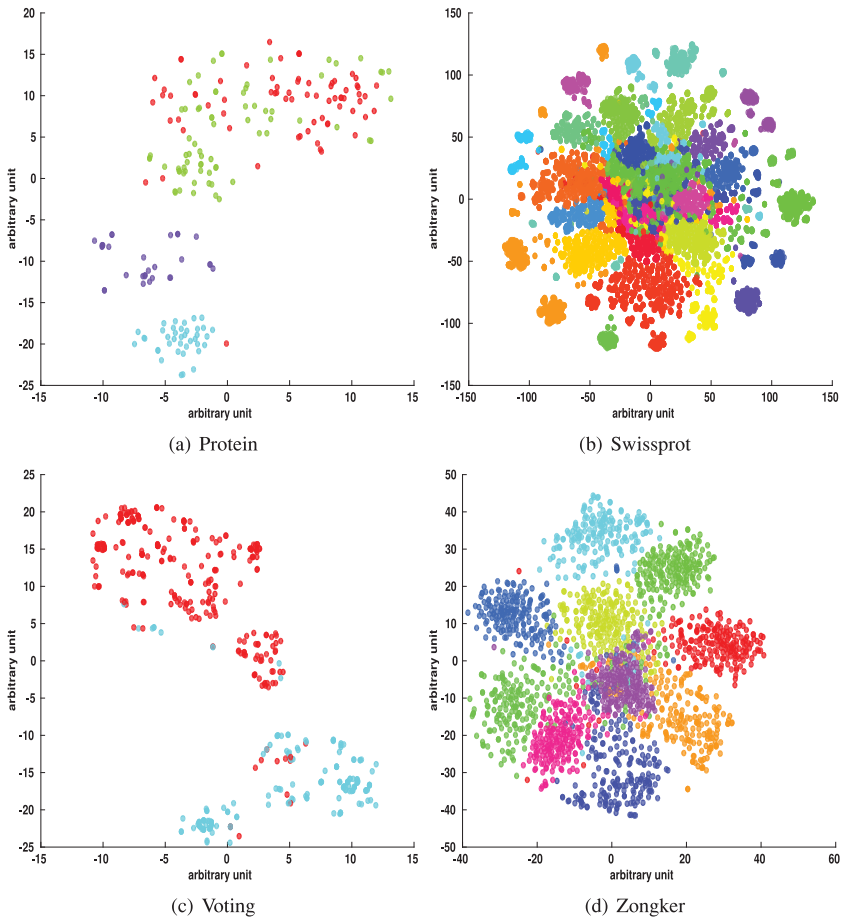 20
15
10
5
0
-5
-10
-15
-20
-25
-15 -10 -5 0 5 10 15
arbitrary unit
arbitrary unit
(a) Protein
150
100
50
0
-50
-100
-150
-150 -100 -50 0 50 100 150
arbitrary unit
arbitrary unit
(b) Swissprot
25
20
15
10
5
0
-5
-10
-15
-20
-25
-15 -10 -5 0 5 10 15
arbitrary unit
arbitrary unit
(c) Voting
50
40
30
20
10
0
-10
-20
-30
-40
-50
-40 -20 0 20 40 60
arbitrary unit
arbitrary unit
(d) Zongker